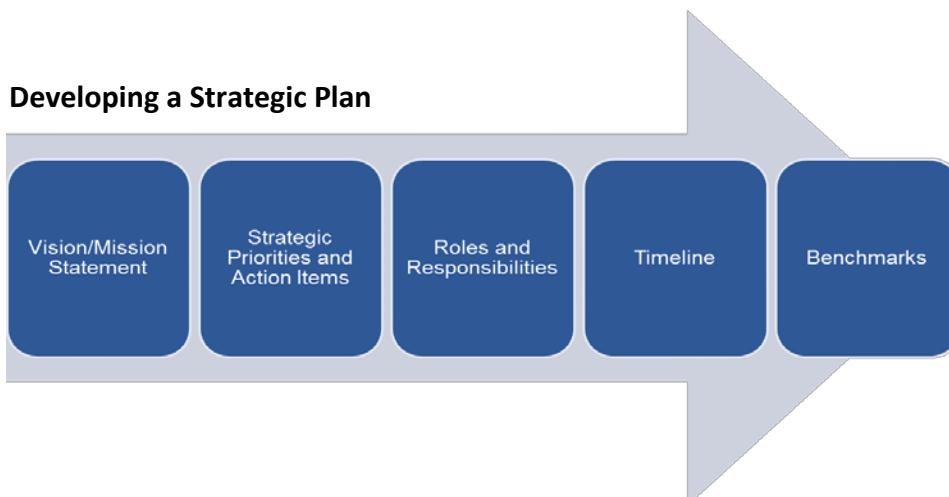 Developing a Strategic Plan
Vision/Mission
Statement
Strategic
Priorities and
Action Items
Roles and
Responsibilities
Timeline
Benchmarks